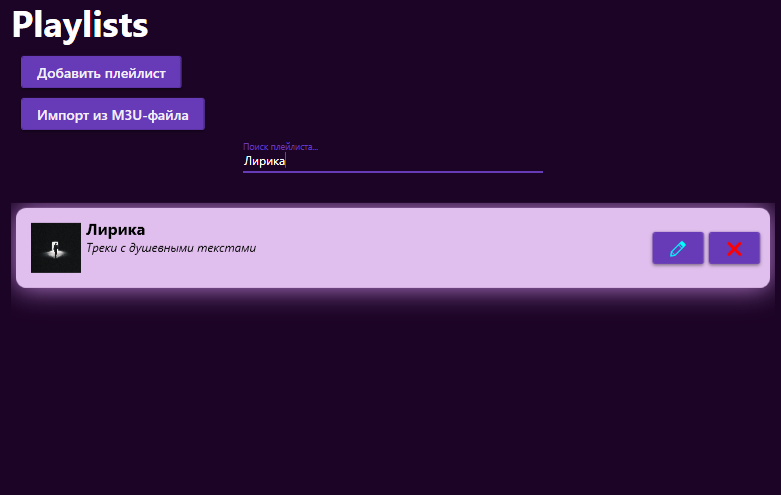 Playlists
Добавить плейлист
Импорт из M3U-файла
Поиск плейлиста...
Лирика
Лирика
Треки с душевными текстами